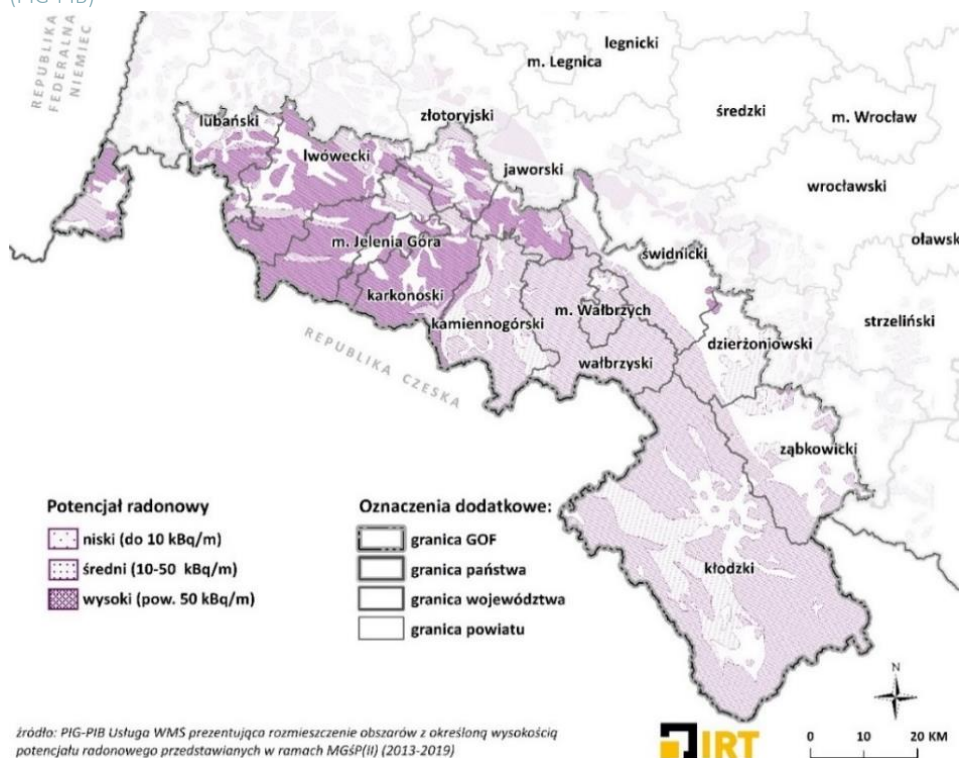 (PIG-PIB)
REPUBLIKA
FEDERALNA
NIEMIEC
legnicki
m. Legnica
złotoryjski
średzki
lubański
m. Wrocław
lwówecki
jaworski
wrocławski
m. Jelenia Góra
świdnicki
oławsk
karkonoski
kamiennogórski
m. Wałbrzych
strzeliński
dzierżoniowski
REPUBLIKA CZESKA
wałbrzyski
ząbkowicki
kłodzki
Potencjał radonowy
niski (do 10 kBq/m)
średni (10-50 kBq/m)
wysoki (pow. 50 kBq/m)
Oznaczenia dodatkowe:
granica GOF
granica państwa
granica województwa
granica powiatu
N
źródło: PIG-PIB Usługa WMS prezentująca rozmieszczenie obszarów z określoną wysokością
potencjału radonowego przedstawianych w ramach MGśP(II) (2013-2019)
IRT
0 10 20 KM